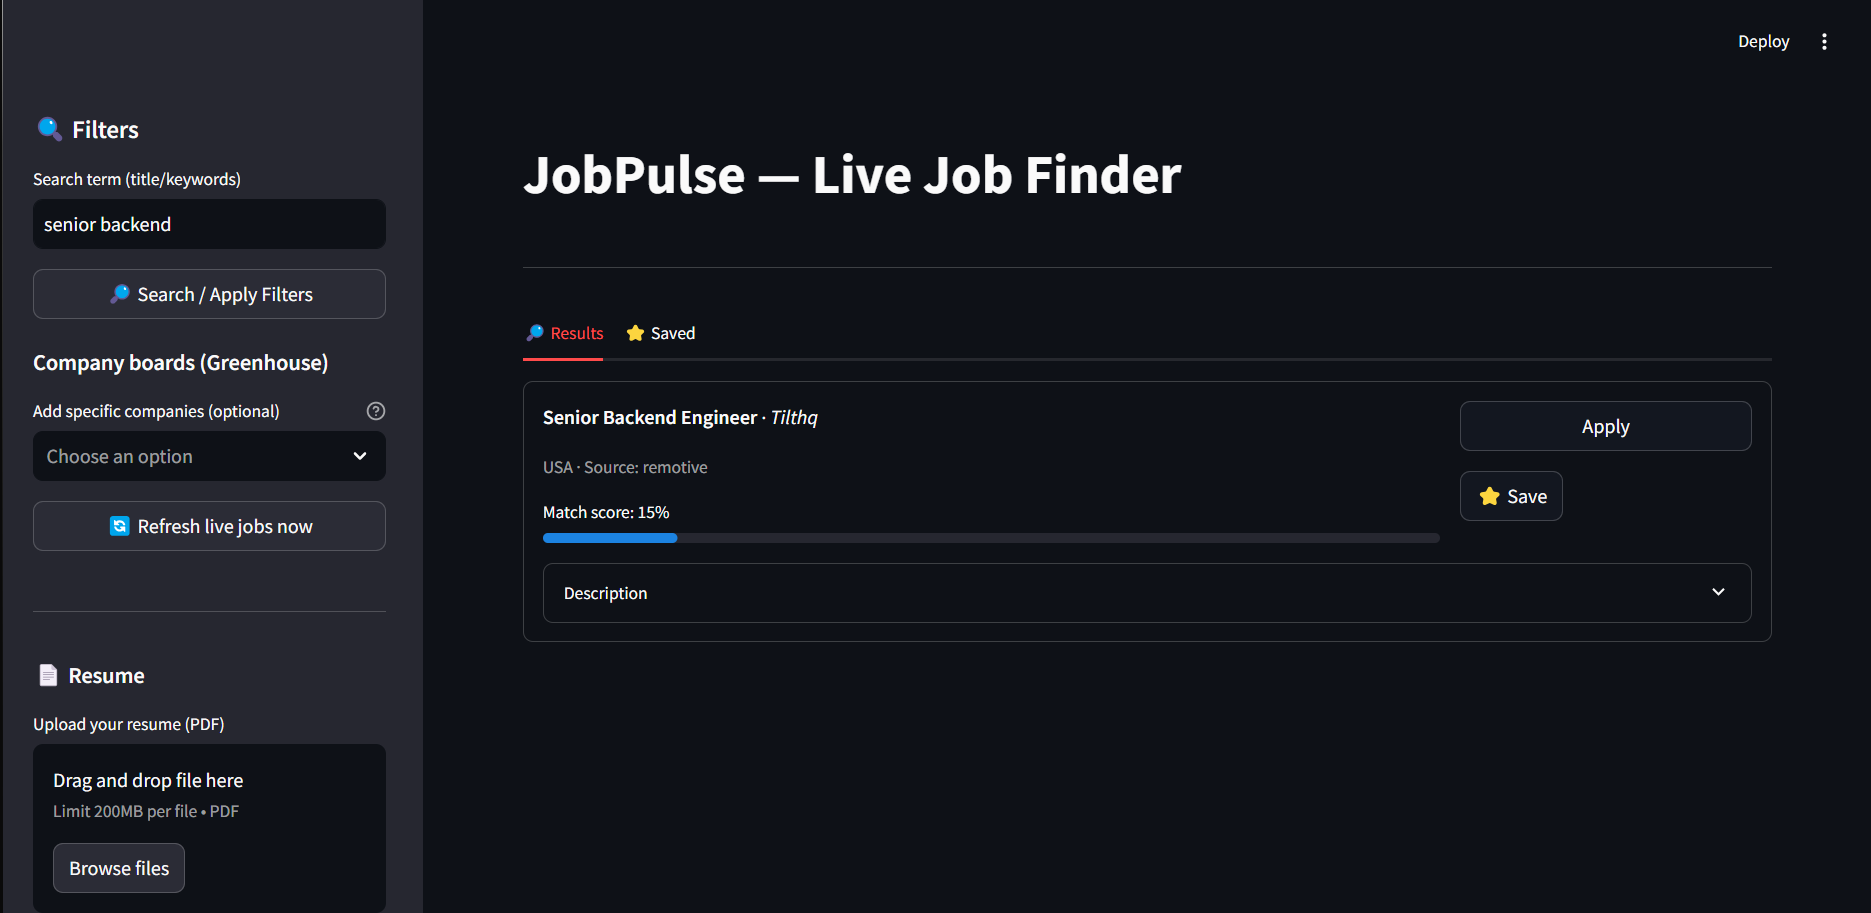 Deploy
Filters
Search term (title/keywords)
senior backend
Search / Apply Filters
Company boards (Greenhouse)
Add specific companies (optional)
Choose an option
Refresh live jobs now
Resume
Upload your resume (PDF)
Drag and drop file here
Limit 200MB per file • PDF
Browse files
JobPulse — Live Job Finder
Results
Saved
Senior Backend Engineer · Tilthq
USA · Source: remotive
Match score: 15%
Apply
Save
Description